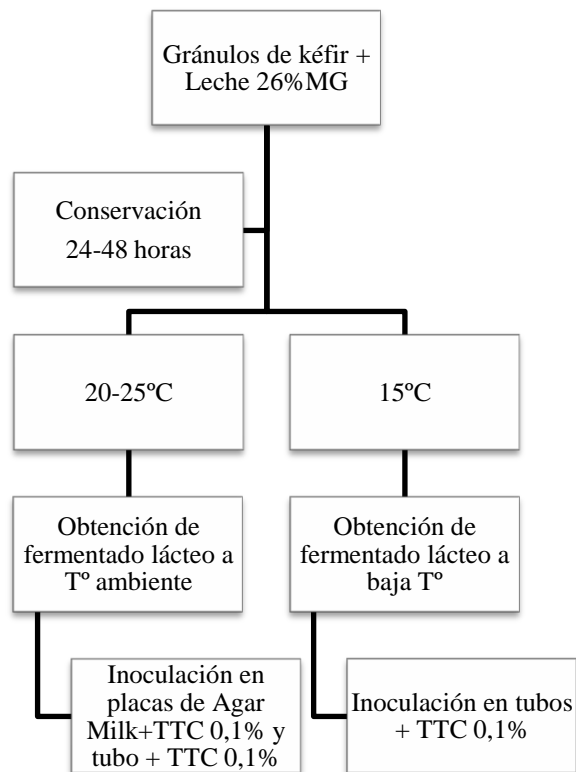 Gránulos de kéfir +
Leche 26%MG
Conservación
24-48 horas
20-25ºC
15ºC
Obtención de
fermentado lácteo a
Tº ambiente
Obtención de
fermentado lácteo a
baja Tº
Inoculación en
placas de Agar
Milk+TTC 0,1% y
tubo + TTC 0,1%
Inoculación en tubos
+ TTC 0,1%